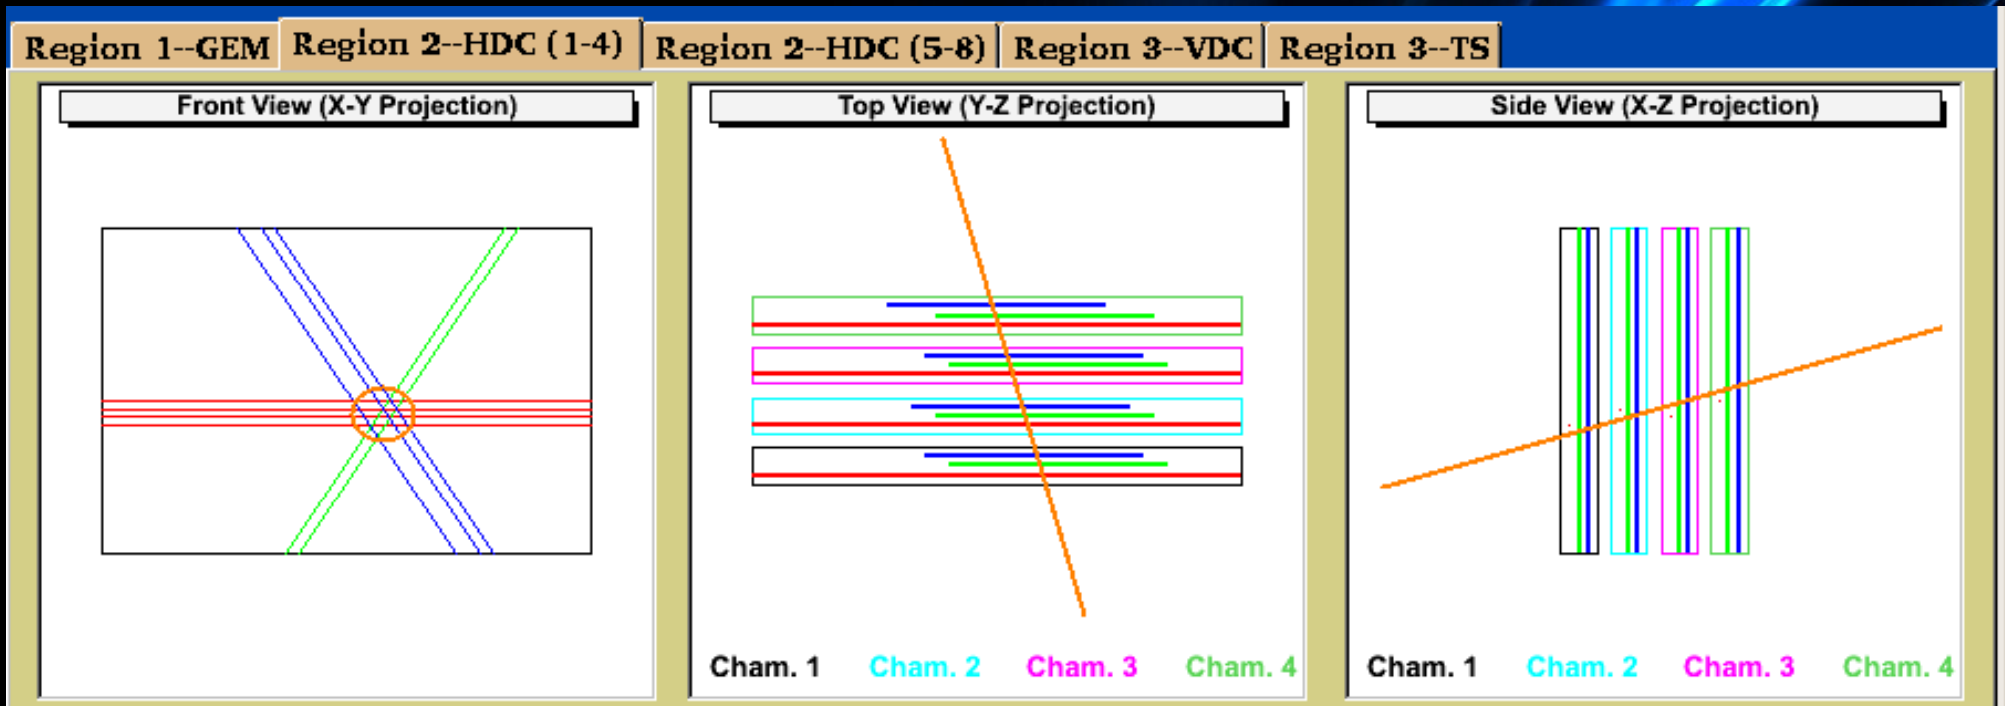 Region 1--GEM
Region 2--HDC (1-4)
Region 2--HDC (5-8)
Region 3--VDC
Region 3--TS
Front View (X-Y Projection)
Top View (Y-Z Projection)
Cham. 1 Cham. 2 Cham. 3 Cham. 4
Side View (X-Z Projection)
Cham. 1 Cham. 2 Cham. 3 Cham. 4